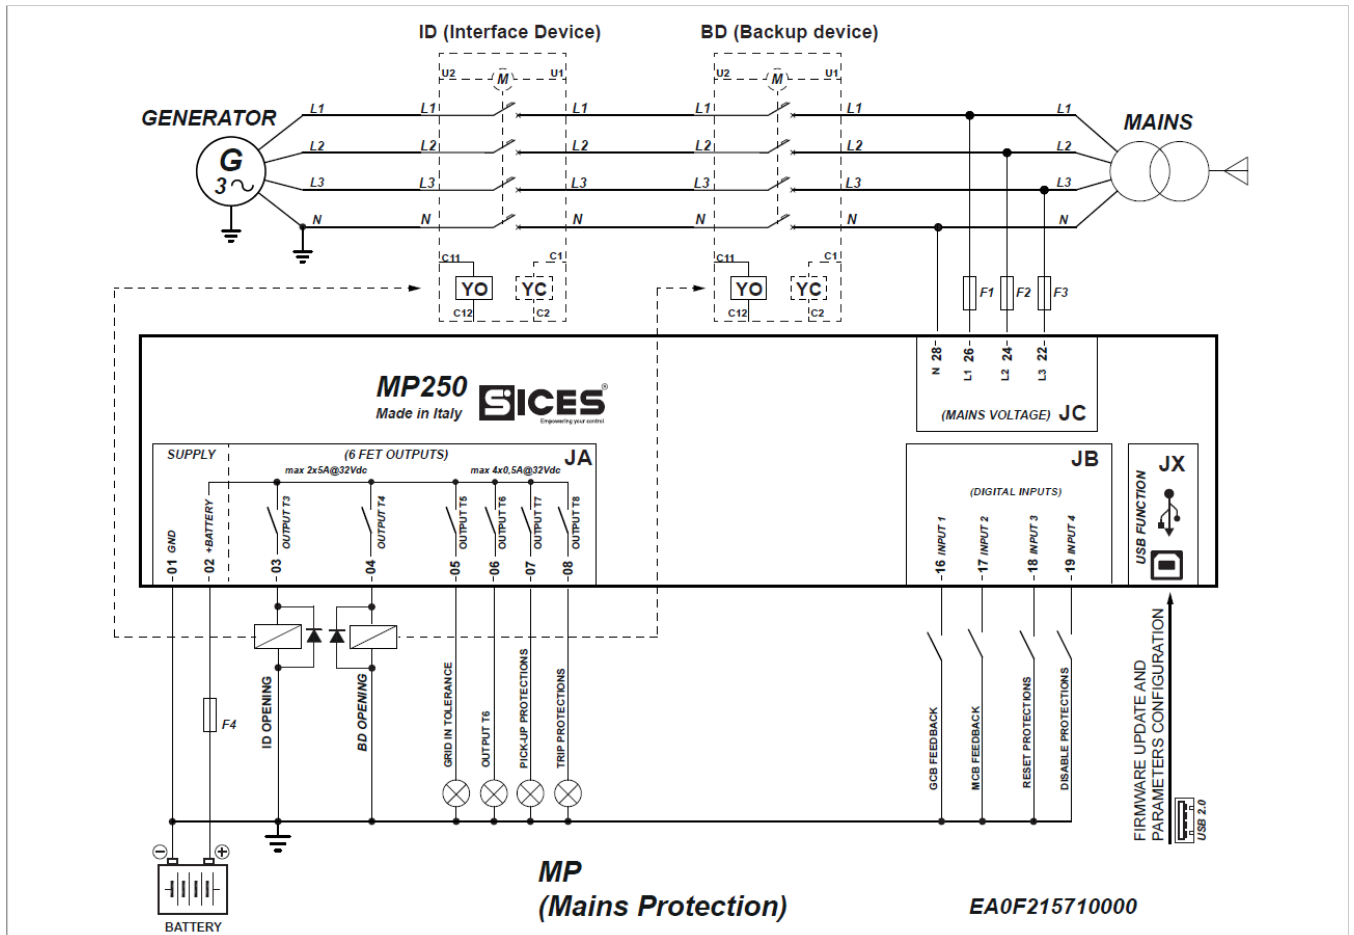 ID (Interface Device)
BD (Backup device)
U2 M U1
U2 M U1
GENERATOR
MAINS
G
3
L1 L1 L1 L1 L1 L1
L2 L2 L2 L2 L2 L2
L3 L3 L3 L3 L3 L3
N N N N N N
C11 C1
C11 C1
YO YC
YO YC
C12 C2
C12 C2
F1 F2 F3
N 28
L1 26
L2 24
L3 22
(MAINS VOLTAGE) JC
MP250
Made in Italy
SICES®
Empowering your control
SUPPLY
(6 FET OUTPUTS)
JA
max 2x5A@32Vdc
max 4x0,5A@32Vdc
01 GND
02 +BATTERY
03 OUTPUT T3
04 OUTPUT T4
05 OUTPUT T5
06 OUTPUT T6
07 OUTPUT T7
08 OUTPUT T8
JB
(DIGITAL INPUTS)
16 INPUT 1
17 INPUT 2
18 INPUT 3
19 INPUT 4
JX
USB FUNCTION
F4
ID OPENING
BD OPENING
GRID IN TOLERANCE
OUTPUT T6
PICK-UP PROTECTIONS
TRIP PROTECTIONS
GCB FEEDBACK
MCB FEEDBACK
RESET PROTECTIONS
DISABLE PROTECTIONS
FIRMWARE UPDATE AND
PARAMETERS CONFIGURATION
USB 2.0
− +
BATTERY
MP
(Mains Protection)
EA0F215710000